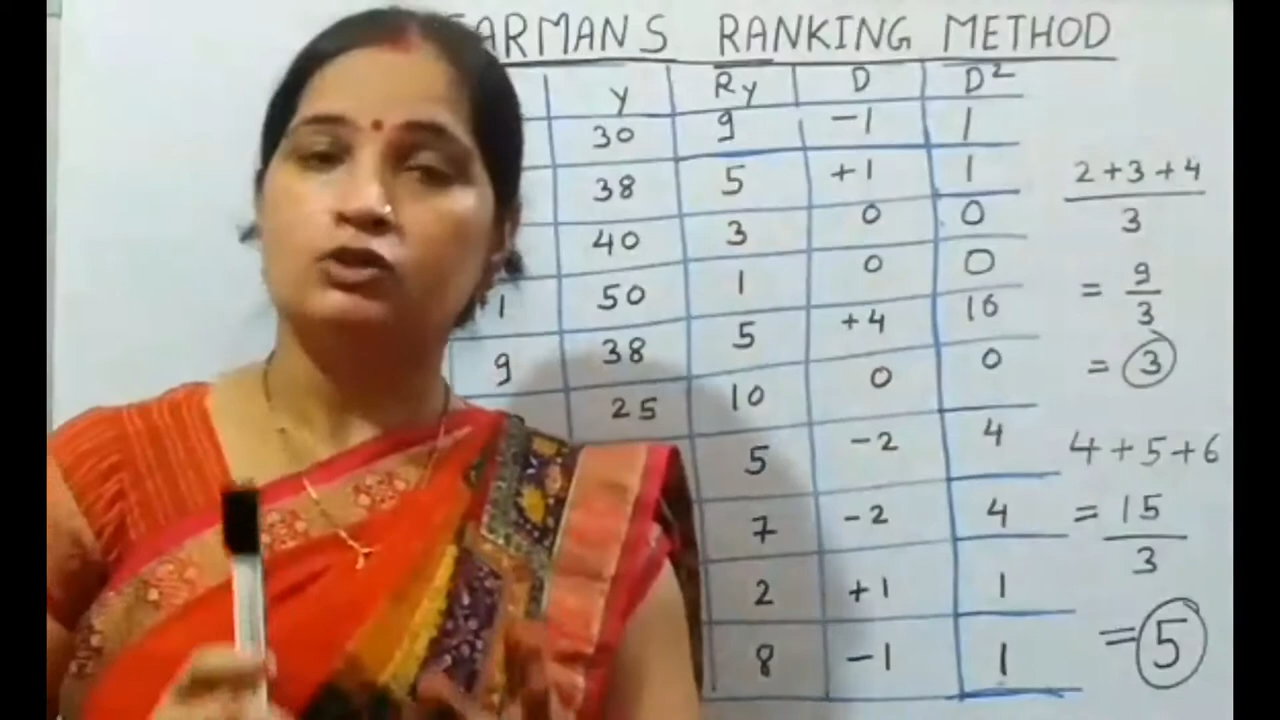 EARMANS RANKING METHOD
y Ry D D²
30 9 -1 1
38 5 +1 1
40 3 0 0
1 50 1 0 0
9 38 5 +4 16
25 10 0 0
5 -2 4
7 -2 4
2 +1 1
8 -1 1
2+3+4
3
= 9
3
= 3
4+5+6
= 15
3
= 5